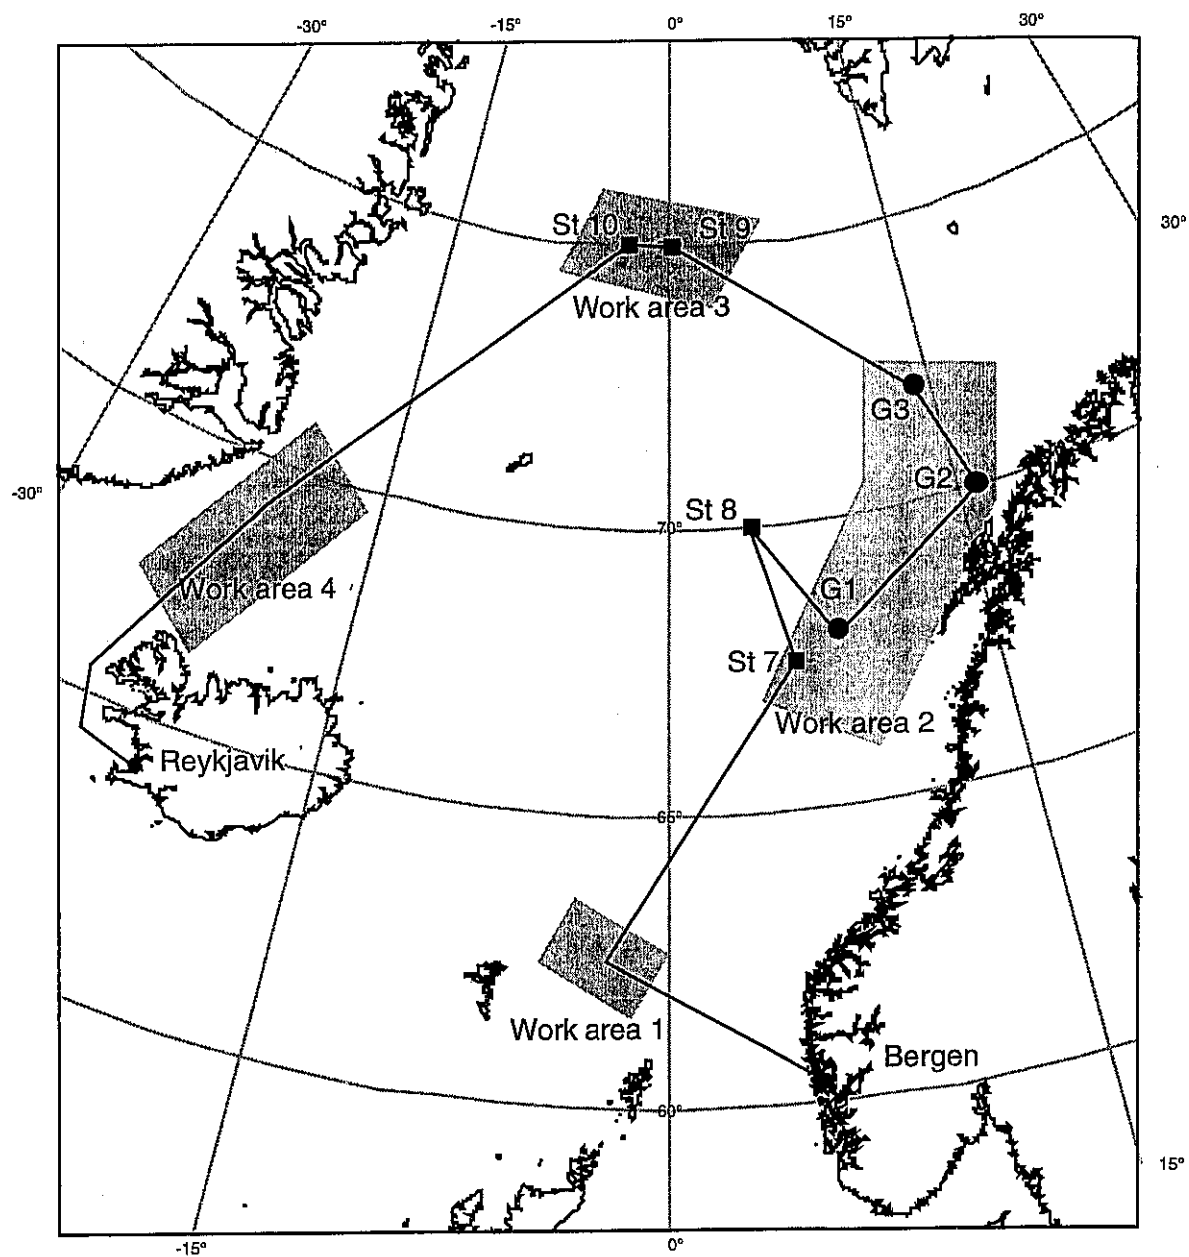 -30°
-15°
0°
15°
30°
30°
St 10
St 9
Work area 3
G3
G2
-30°
St 8
70°
Work area 4
G1
St 7
Work area 2
Reykjavik
65°
Work area 1
Bergen
60°
15°
-15°
0°